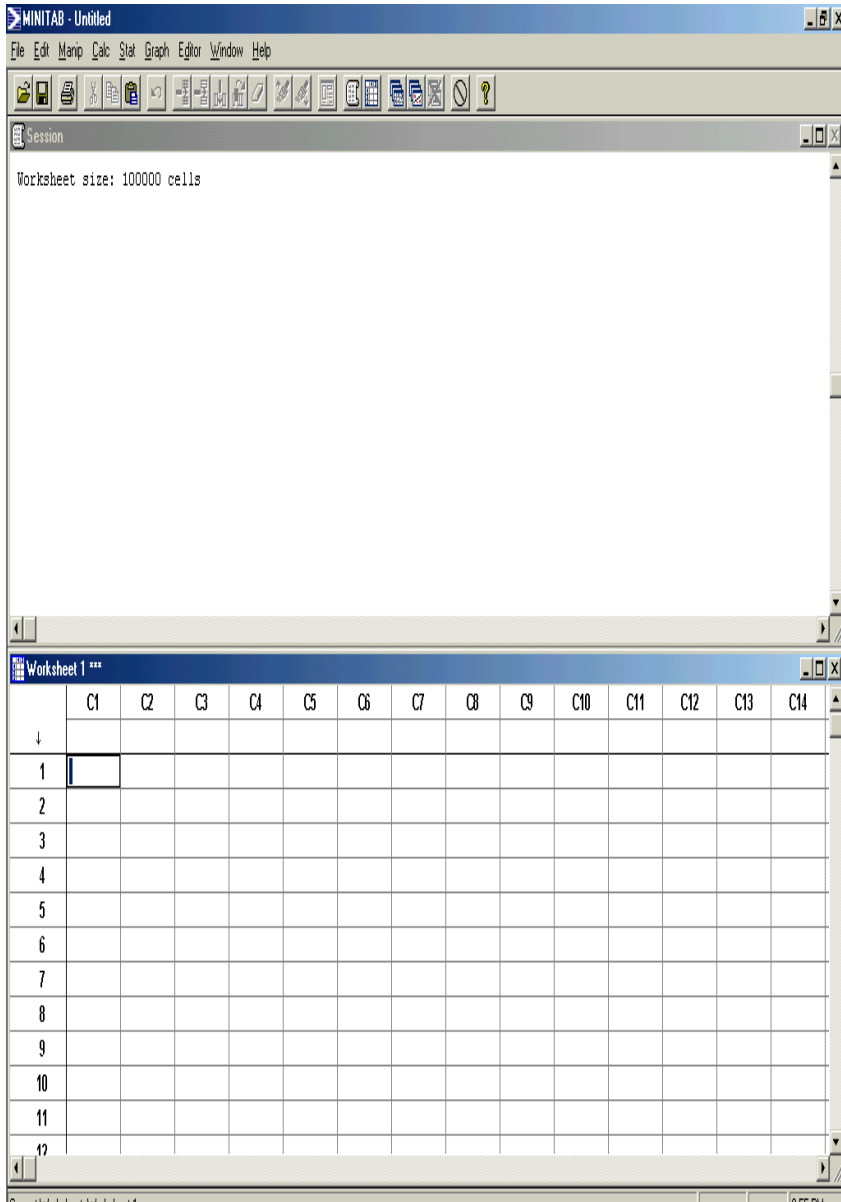 MINITAB - Untitled
File Edit Manip Calc Stat Graph Editor Window Help
Session
Worksheet size: 100000 cells
Worksheet 1 ***
C1 C2 C3 C4 C5 C6 C7 C8 C9 C10 C11 C12 C13 C14
↓
1
2
3
4
5
6
7
8
9
10
11
12